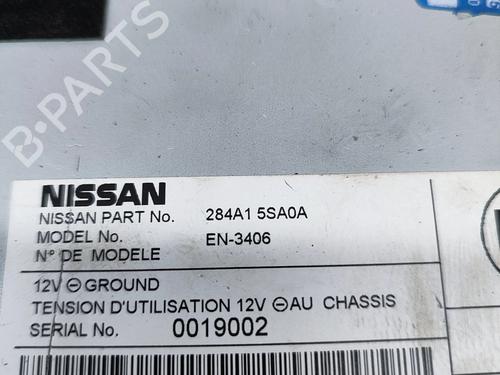 B-PARTS
NISSAN
NISSAN PART No. 284A1 5SA0A
MODEL No. EN-3406
N° DE MODELE
12V ⊖ GROUND
TENSION D'UTILISATION 12V ⊖ AU CHASSIS
SERIAL No. 0019002